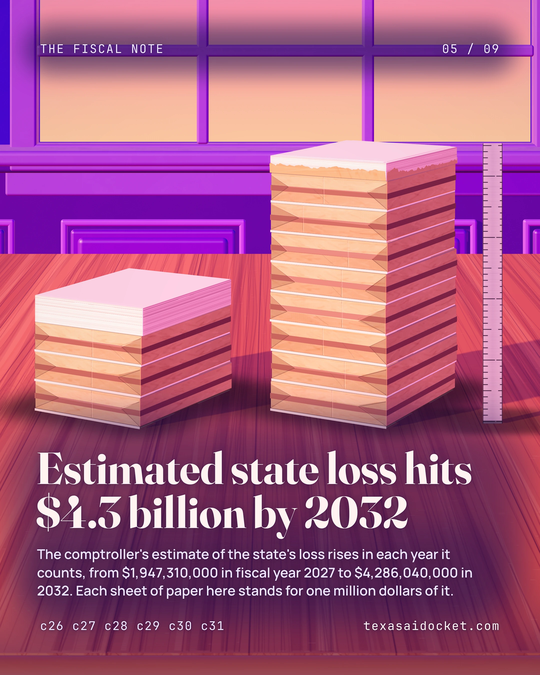 THE FISCAL NOTE
05 / 09
Estimated state loss hits
$4.3 billion by 2032
The comptroller's estimate of the state's loss rises in each year it
counts, from $1,947,310,000 in fiscal year 2027 to $4,286,040,000 in
2032. Each sheet of paper here stands for one million dollars of it.
c26 c27 c28 c29 c30 c31
texasaidocket.com